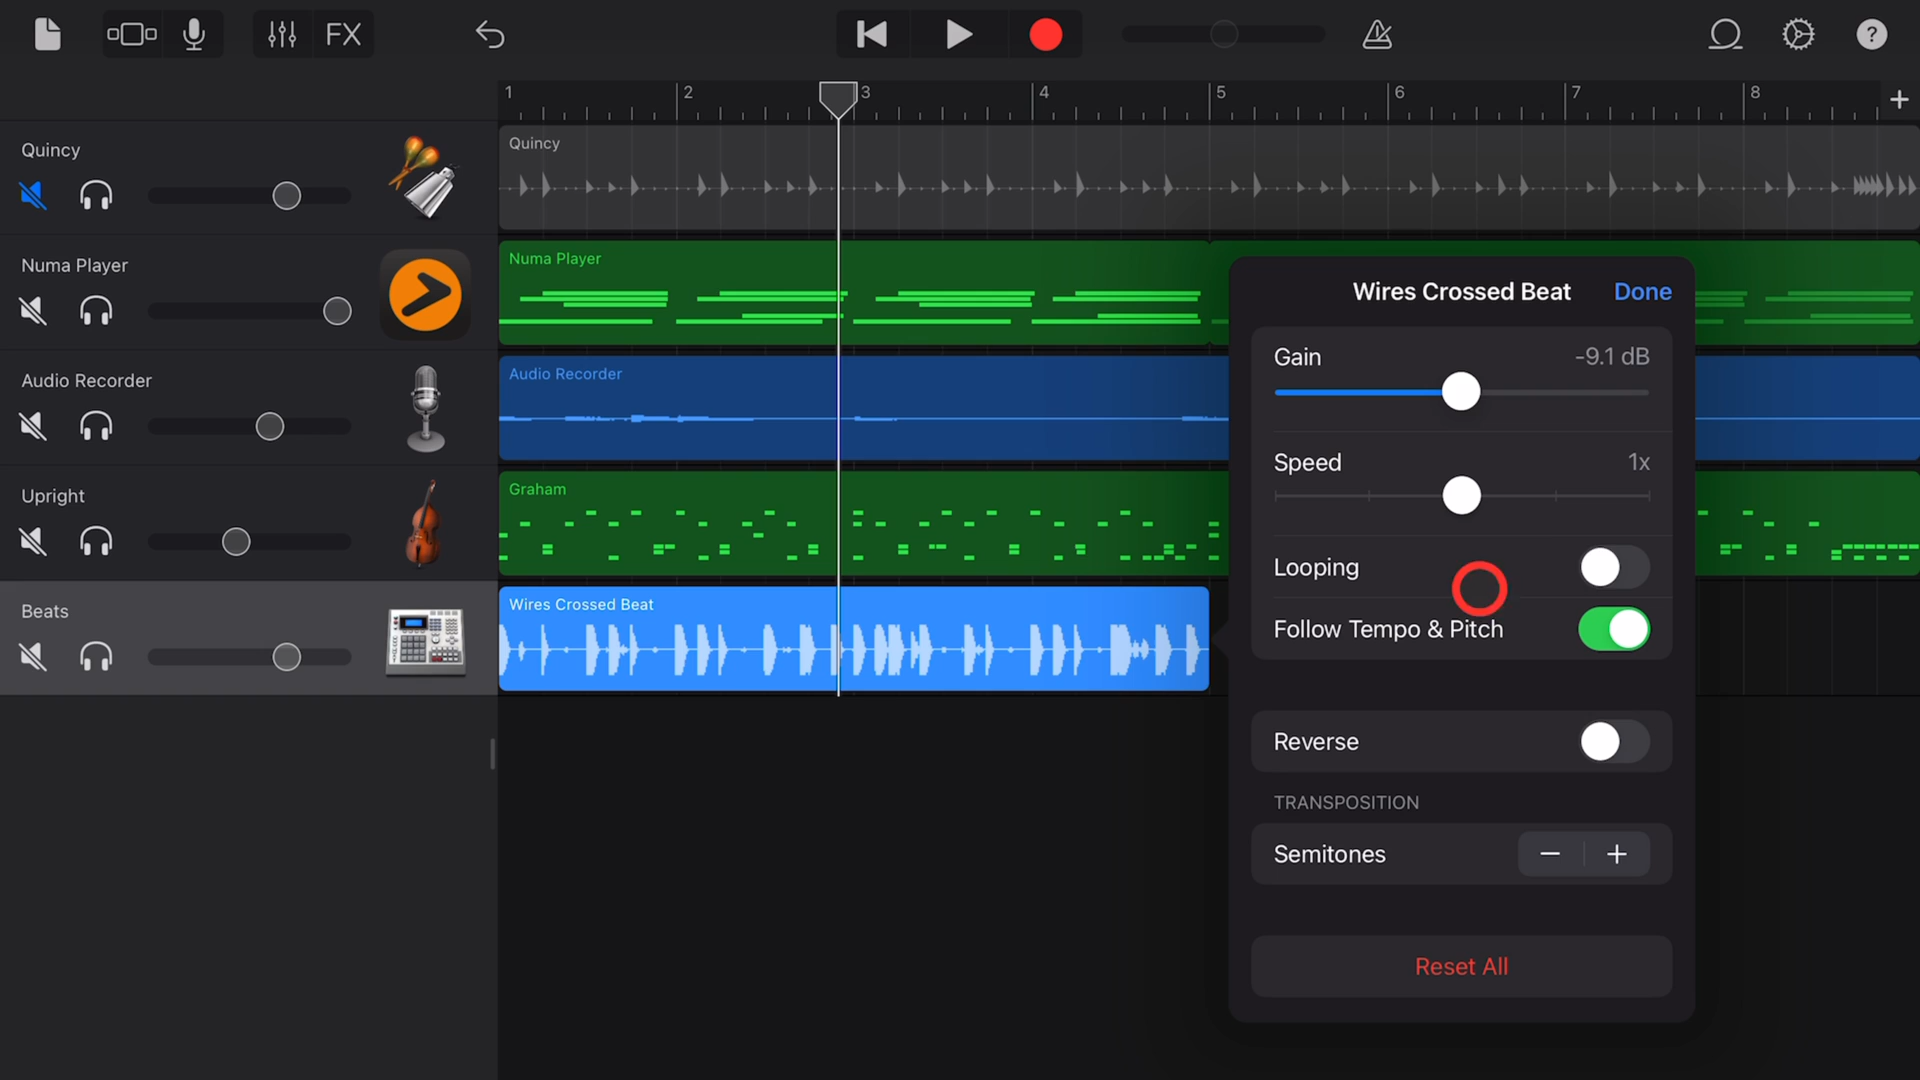 FX
1 2 3 4 5 6 7 8
Quincy
Quincy
Numa Player
Numa Player
Audio Recorder
Audio Recorder
Upright
Graham
Beats
Wires Crossed Beat
Wires Crossed Beat Done
Gain -9.1 dB
Speed 1x
Looping
Follow Tempo & Pitch
Reverse
TRANSPOSITION
Semitones
Reset All